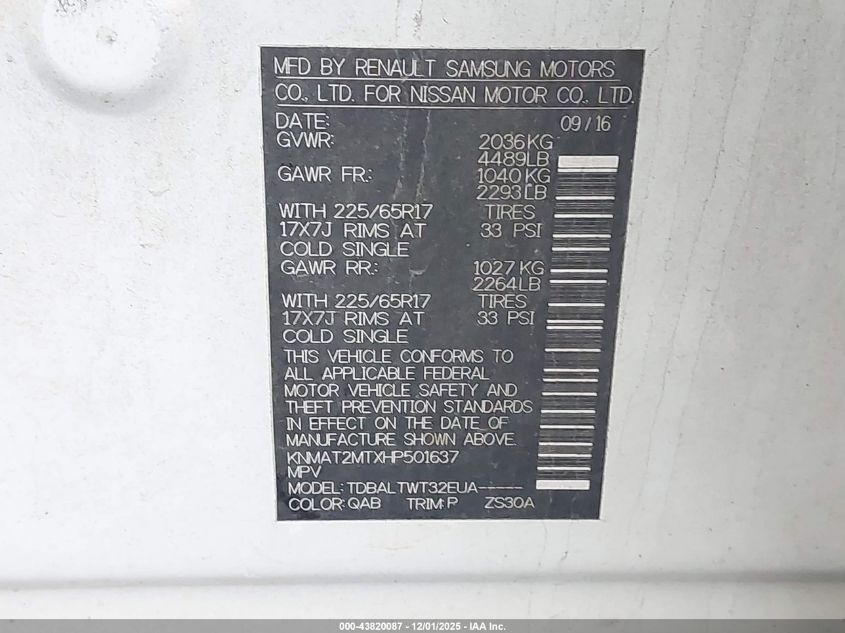 MFD BY RENAULT SAMSUNG MOTORS
CO., LTD. FOR NISSAN MOTOR CO., LTD.
DATE: 09/16
GVWR: 2036KG
4489LB
GAWR FR.: 1040KG
2293LB
WITH 225/65R17 TIRES
17X7J RIMS AT 33 PSI
COLD SINGLE
GAWR RR.: 1027KG
2264LB
WITH 225/65R17 TIRES
17X7J RIMS AT 33 PSI
COLD SINGLE
THIS VEHICLE CONFORMS TO
ALL APPLICABLE FEDERAL
MOTOR VEHICLE SAFETY AND
THEFT PREVENTION STANDARDS
IN EFFECT ON THE DATE OF
MANUFACTURE SHOWN ABOVE.
KNMAT2MTXHP501637
MPV
MODEL: TDBALTWT32EUA-----
COLOR: QAB TRIM: P ZS30A
000-43820087 - 12/01/2025 - IAA Inc.